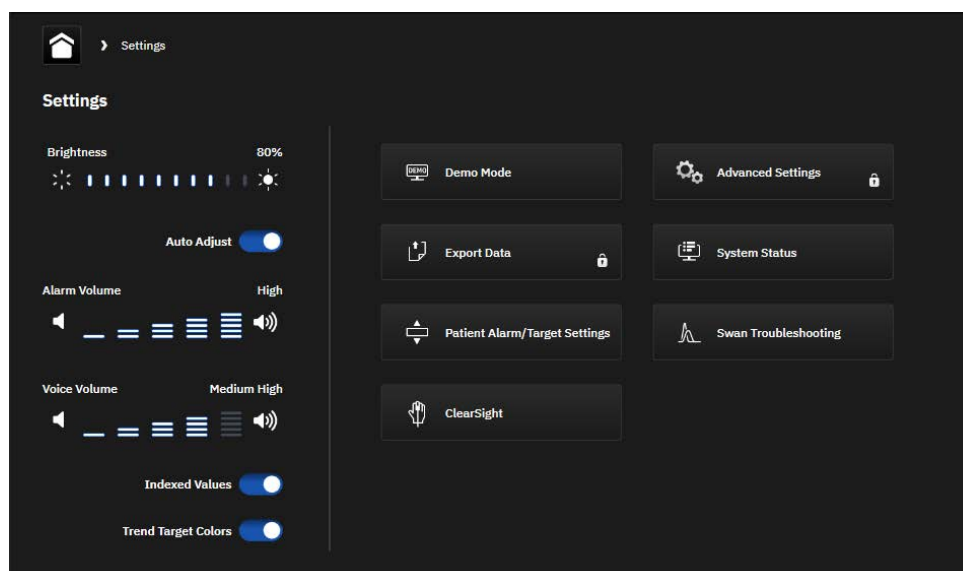 Settings
Settings
Brightness 80%
Auto Adjust
Alarm Volume High
Voice Volume Medium High
Indexed Values
Trend Target Colors
DEMO Demo Mode
Advanced Settings
Export Data
System Status
Patient Alarm/Target Settings
Swan Troubleshooting
ClearSight